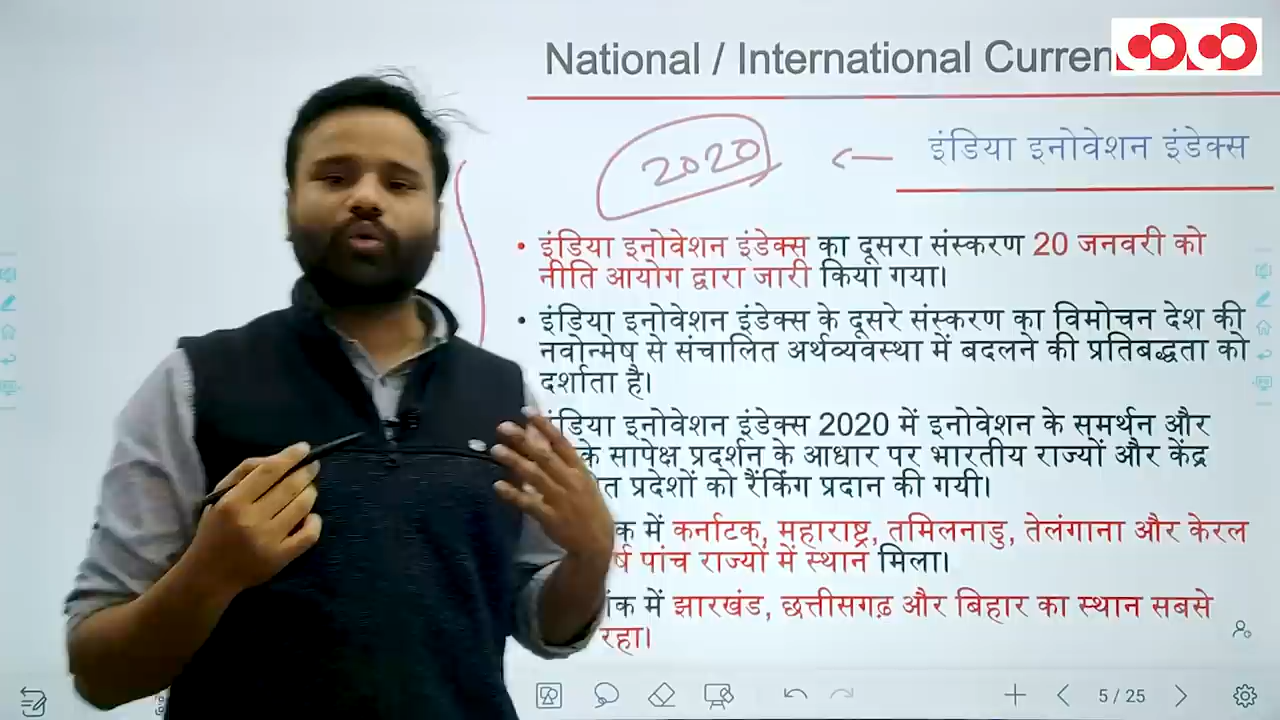 National / International Curren
2020
इंडिया इनोवेशन इंडेक्स
• इंडिया इनोवेशन इंडेक्स का दूसरा संस्करण 20 जनवरी को
नीति आयोग द्वारा जारी किया गया।
• इंडिया इनोवेशन इंडेक्स के दूसरे संस्करण का विमोचन देश की
नवोन्मेष से संचालित अर्थव्यवस्था में बदलने की प्रतिबद्धता को
दर्शाता है।
इंडिया इनोवेशन इंडेक्स 2020 में इनोवेशन के समर्थन और
के सापेक्ष प्रदर्शन के आधार पर भारतीय राज्यों और केंद्र
त प्रदेशों को रैंकिंग प्रदान की गयी।
क में कर्नाटक, महाराष्ट्र, तमिलनाडु, तेलंगाना और केरल
र्ष पांच राज्यों में स्थान मिला।
ांक में झारखंड, छत्तीसगढ़ और बिहार का स्थान सबसे
रहा।
5 / 25